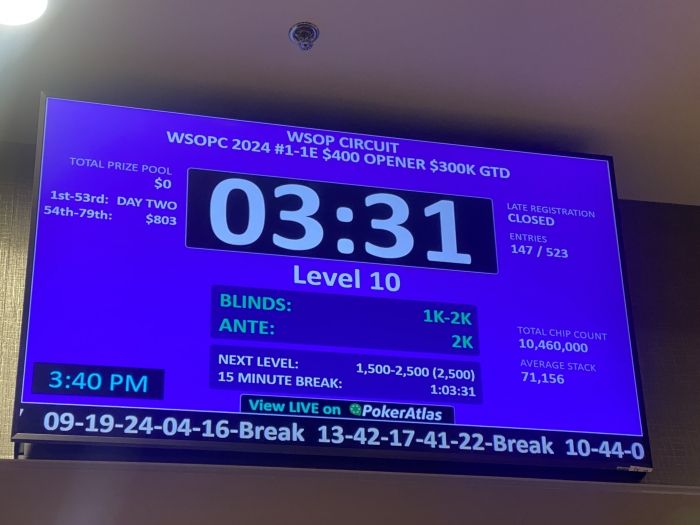 WSOP CIRCUIT
WSOPC 2024 #1-1E $400 OPENER $300K GTD
TOTAL PRIZE POOL
$0
1st-53rd: DAY TWO
54th-79th: $803
03:31
LATE REGISTRATION
CLOSED
ENTRIES
147 / 523
Level 10
BLINDS: 1K-2K
ANTE: 2K
TOTAL CHIP COUNT
10,460,000
AVERAGE STACK
71,156
NEXT LEVEL: 1,500-2,500 (2,500)
15 MINUTE BREAK: 1:03:31
3:40 PM
View LIVE on PokerAtlas
09-19-24-04-16-Break 13-42-17-41-22-Break 10-44-0